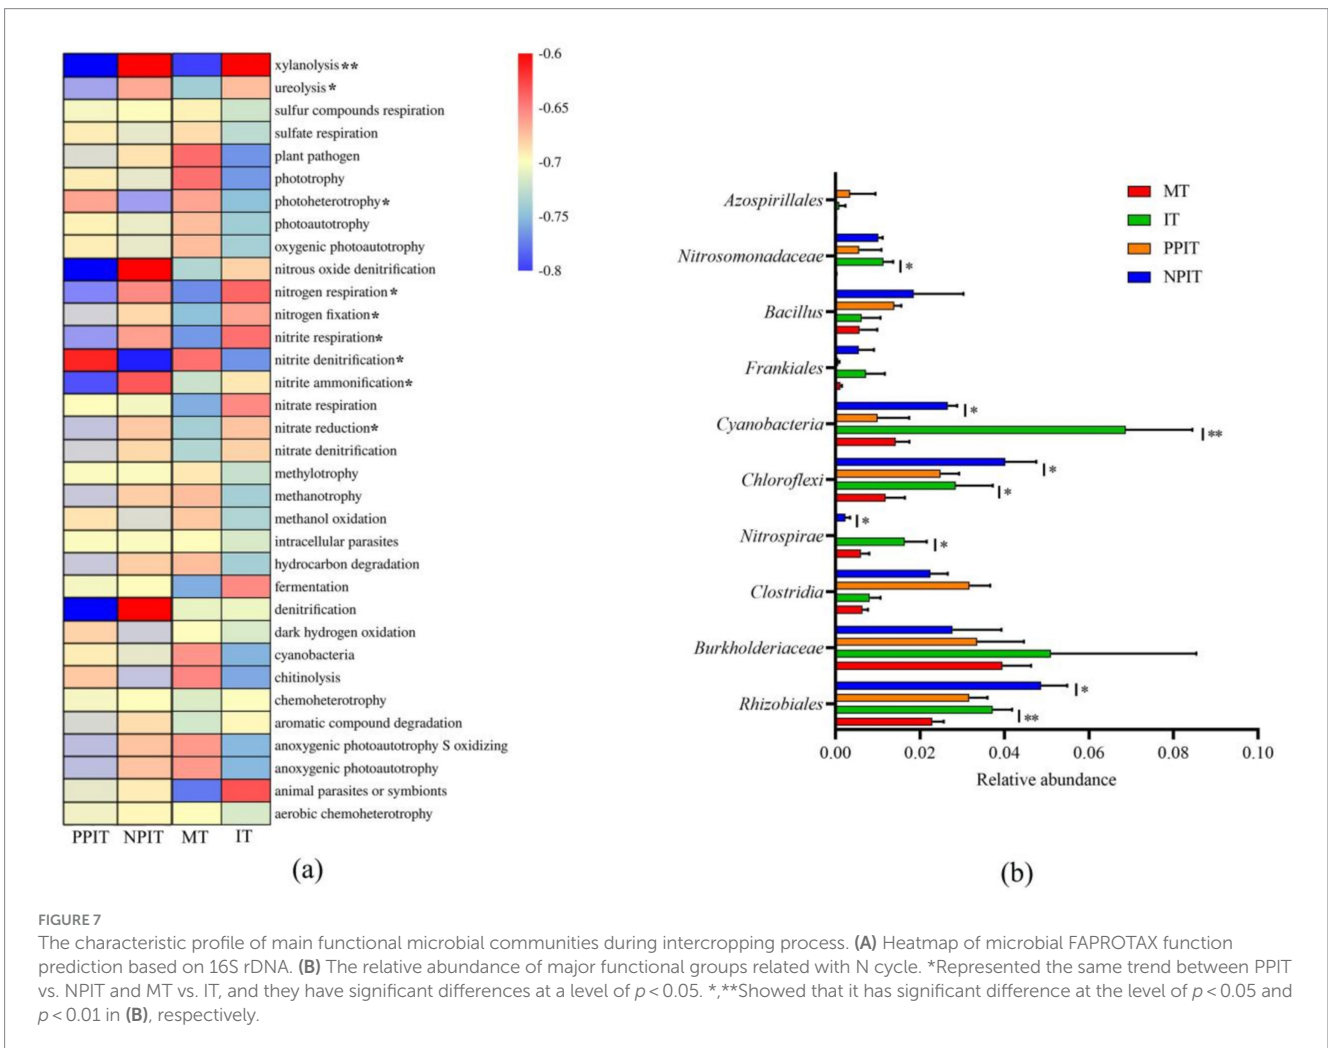 xylanolysis**
ureolysis*
sulfur compounds respiration
sulfate respiration
plant pathogen
phototrophy
photoheterotrophy*
photoautotrophy
oxygenic photoautotrophy
nitrous oxide denitrification
nitrogen respiration*
nitrogen fixation*
nitrite respiration*
nitrite denitrification*
nitrite ammonification*
nitrate respiration
nitrate reduction*
nitrate denitrification
methylotrophy
methanotrophy
methanol oxidation
intracellular parasites
hydrocarbon degradation
fermentation
denitrification
dark hydrogen oxidation
cyanobacteria
chitinolysis
chemoheterotrophy
aromatic compound degradation
anoxygenic photoautotrophy S oxidizing
anoxygenic photoautotrophy
animal parasites or symbionts
aerobic chemoheterotrophy
PPIT NPIT MT IT
-0.6
-0.65
-0.7
-0.75
-0.8
(a)
MT
IT
PPIT
NPIT
Azospirillales
Nitrosomonadaceae *
Bacillus
Frankiales
Cyanobacteria * **
Chloroflexi * *
Nitrospirae * *
Clostridia
Burkholderiaceae
Rhizobiales * **
0.00 0.02 0.04 0.06 0.08 0.10
Relative abundance
(b)
FIGURE 7
The characteristic profile of main functional microbial communities during intercropping process. (A) Heatmap of microbial FAPROTAX function
prediction based on 16S rDNA. (B) The relative abundance of major functional groups related with N cycle. *Represented the same trend between PPIT
vs. NPIT and MT vs. IT, and they have significant differences at a level of p < 0.05. *,**Showed that it has significant difference at the level of p < 0.05 and
p < 0.01 in (B), respectively.